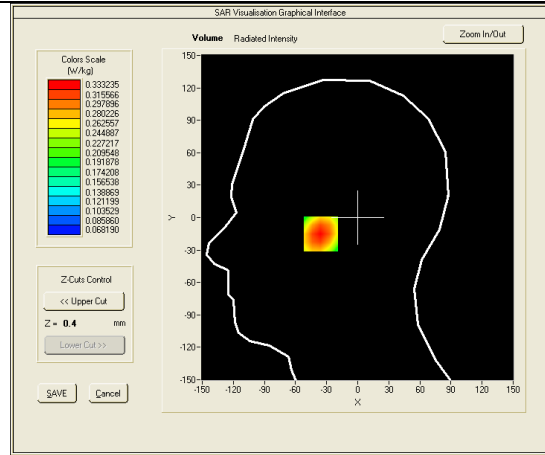 SAR Visualisation Graphical Interface
Volume Radiated Intensity
Zoom In/Out
Colors Scale
(W/kg)
0.333235
0.315566
0.297896
0.280226
0.262557
0.244887
0.227217
0.209548
0.191878
0.174208
0.156538
0.138869
0.121199
0.103529
0.085860
0.068190
Z-Cuts Control
<< Upper Cut
Z = 0.4 mm
Lower Cut >>
SAVE Cancel
150-
120-
90-
60-
30-
0-
-30-
-60-
-90-
-120-
-150-
Y
-150 -120 -90 -60 -30 0 30 60 90 120 150
X